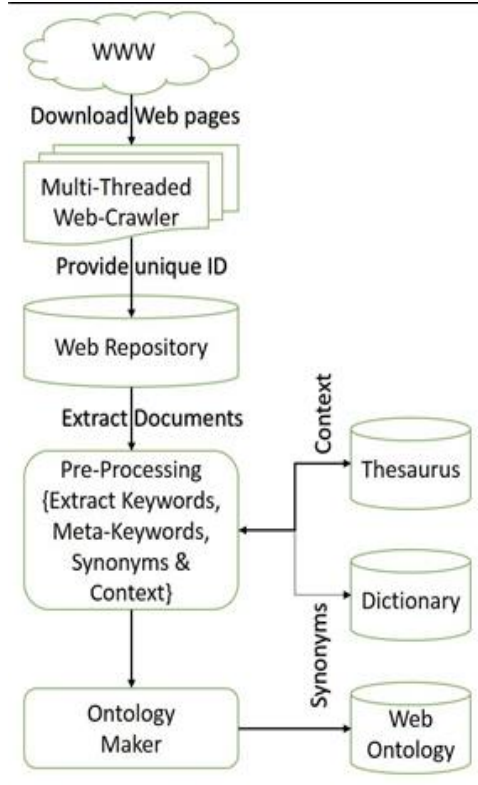 WWW
Download Web pages
Multi-Threaded
Web-Crawler
Provide unique ID
Web Repository
Extract Documents
Pre-Processing
{Extract Keywords,
Meta-Keywords,
Synonyms &
Context}
Context
Thesaurus
Dictionary
Synonyms
Ontology
Maker
Web
Ontology